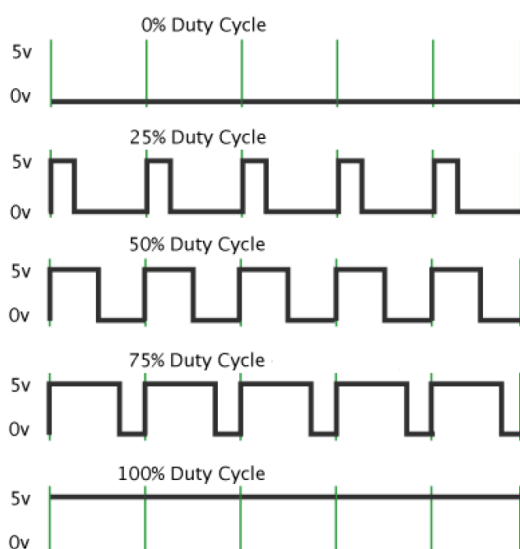 0% Duty Cycle
5v
0v
25% Duty Cycle
5v
0v
50% Duty Cycle
5v
0v
75% Duty Cycle
5v
0v
100% Duty Cycle
5v
0v